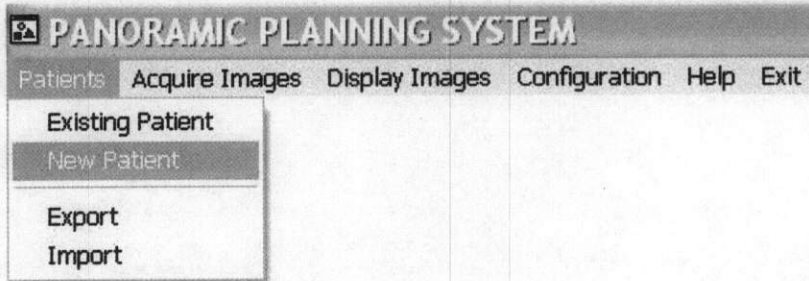 PANORAMIC PLANNING SYSTEM
Patients Acquire Images Display Images Configuration Help Exit
Existing Patient
New Patient
Export
Import